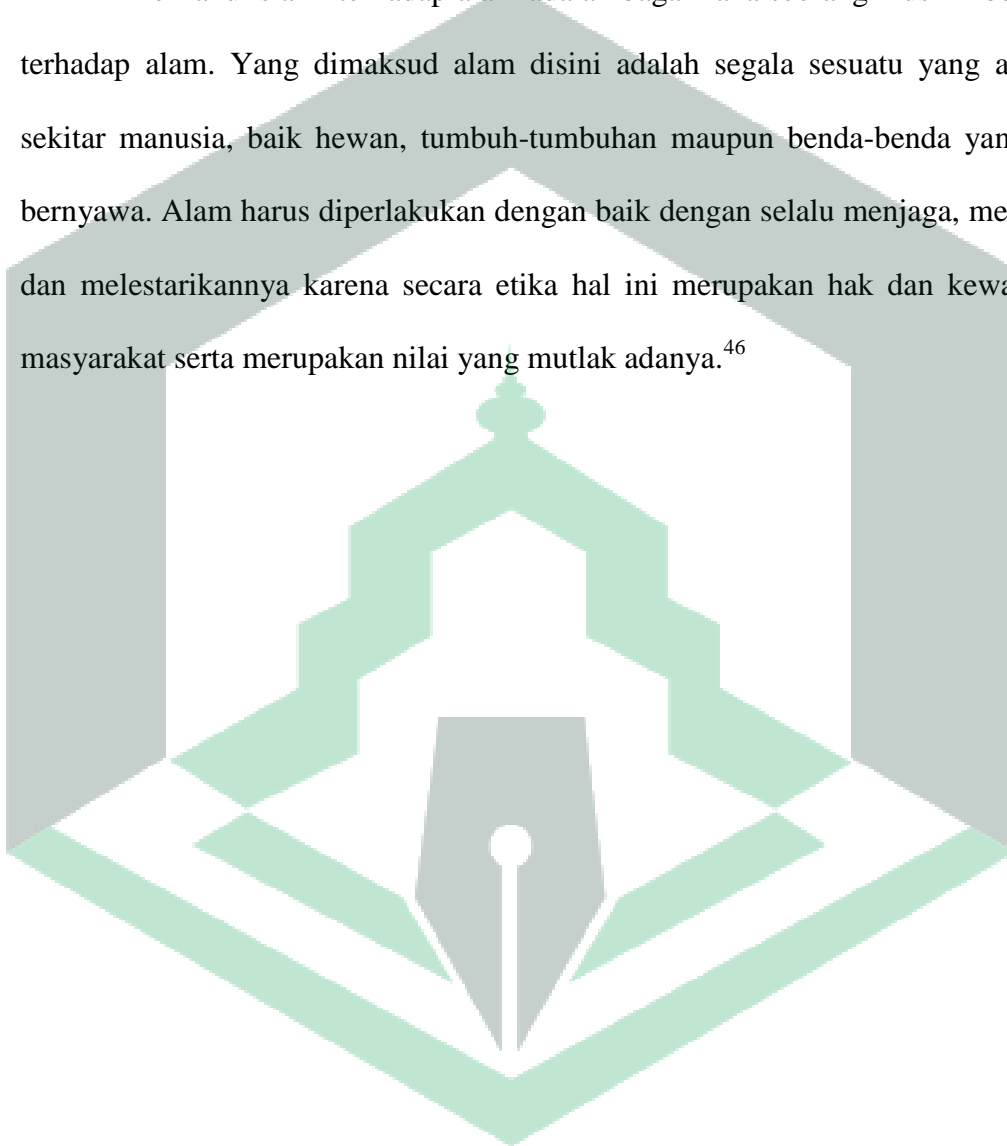 terhadap alam. Yang dimaksud alam disini adalah segala sesuatu yang
sekitar manusia, baik hewan, tumbuh-tumbuhan maupun benda-benda
bernyawa. Alam harus diperlakukan dengan baik dengan selalu menjaga,
dan melestarikannya karena secara etika hal ini merupakan hak dan
masyarakat serta merupakan nilai yang mutlak adanya.46